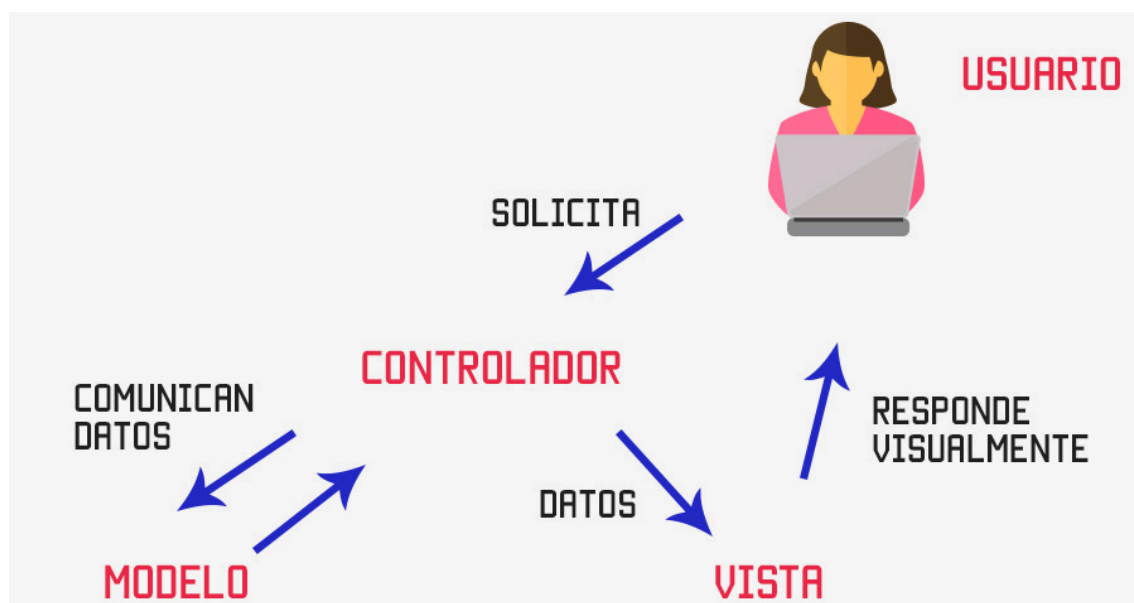 USUARIO
SOLICITA
CONTROLADOR
COMUNICAN
DATOS
RESPONDE
VISUALMENTE
DATOS
MODELO
VISTA